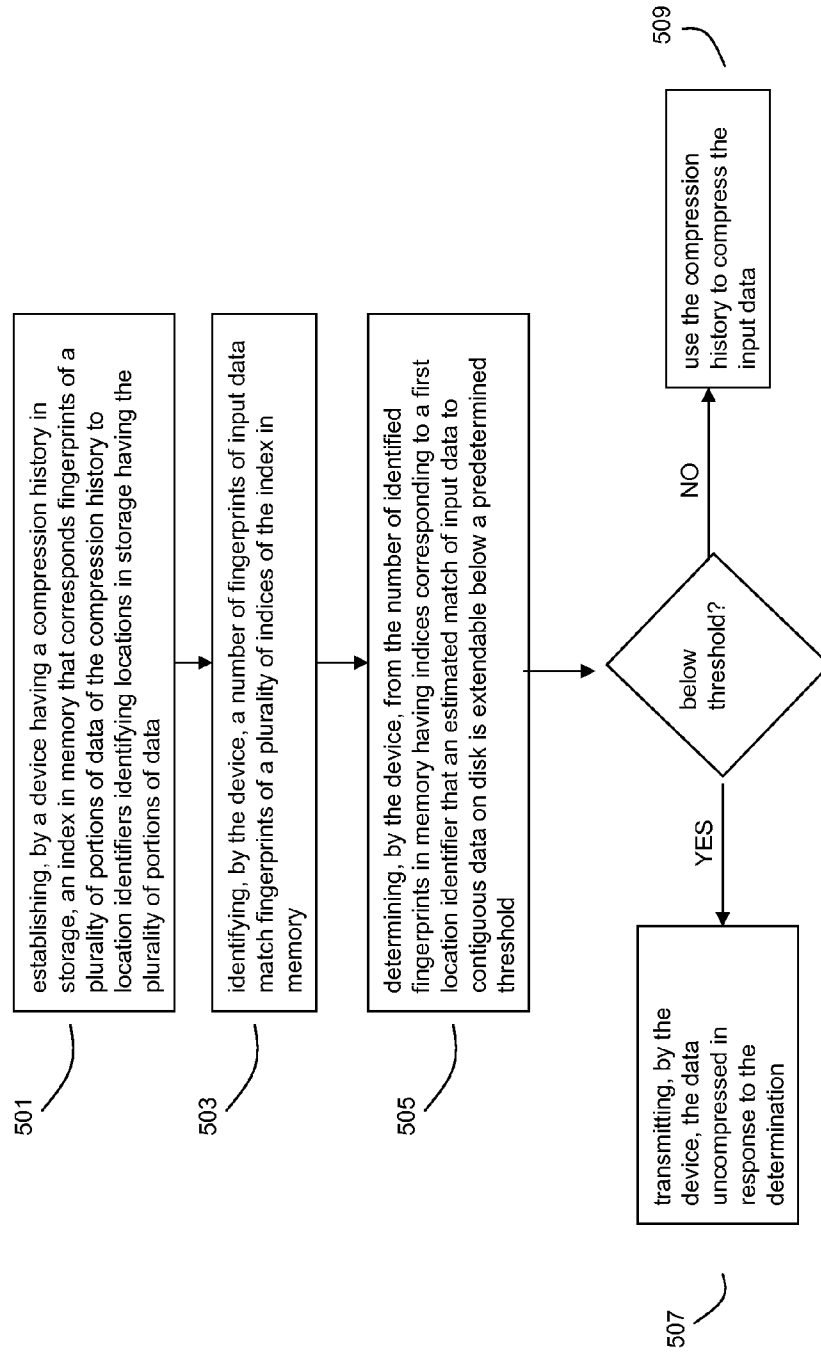 501
establishing, by a device having a compression history in
storage, an index in memory that corresponds fingerprints of a
plurality of portions of data of the compression history to
location identifiers identifying locations in storage having the
plurality of portions of data
503
identifying, by the device, a number of fingerprints of input data
match fingerprints of a plurality of indices of the index in
memory
505
determining, by the device, from the number of identified
fingerprints in memory having indices corresponding to a first
location identifier that an estimated match of input data to
contiguous data on disk is extendable below a predetermined
threshold
below
threshold?
YES
NO
507
transmitting, by the
device, the data
uncompressed in
response to the
determination
509
use the compression
history to compress the
input data